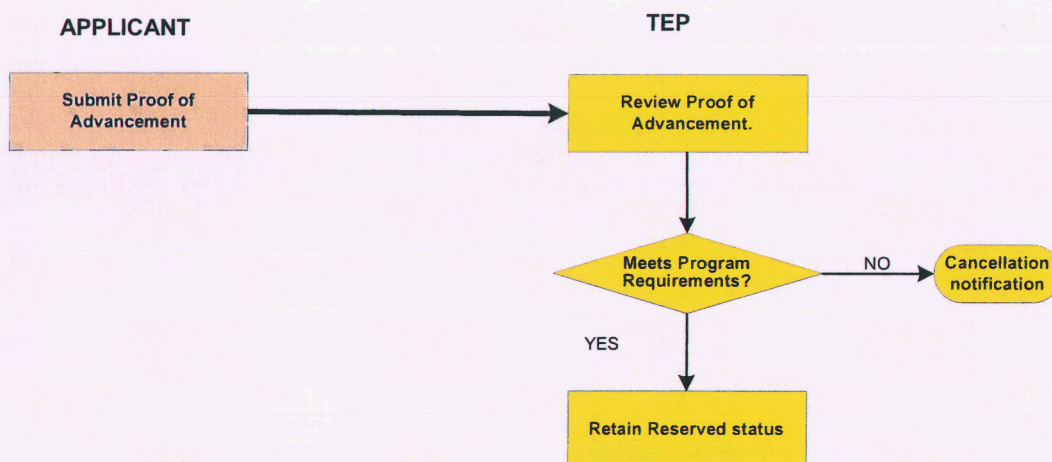 APPLICANT
TEP
Submit Proof of
Advancement
Review Proof of
Advancement.
Meets Program
Requirements?
NO
Cancellation
notification
YES
Retain Reserved status